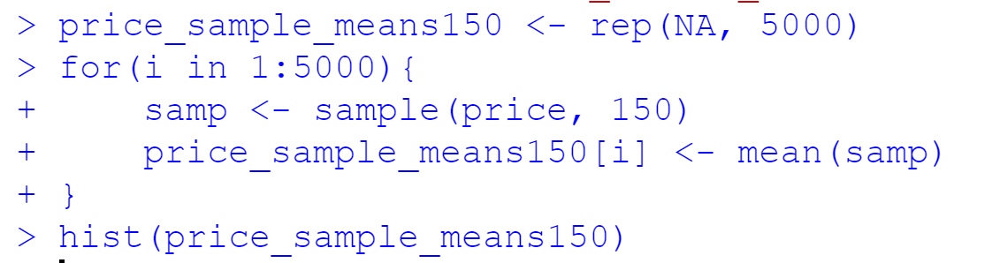 > price_sample_means150 <- rep(NA, 5000)
> for(i in 1:5000){
+     samp <- sample(price, 150)
+     price_sample_means150[i] <- mean(samp)
+ }
> hist(price_sample_means150)